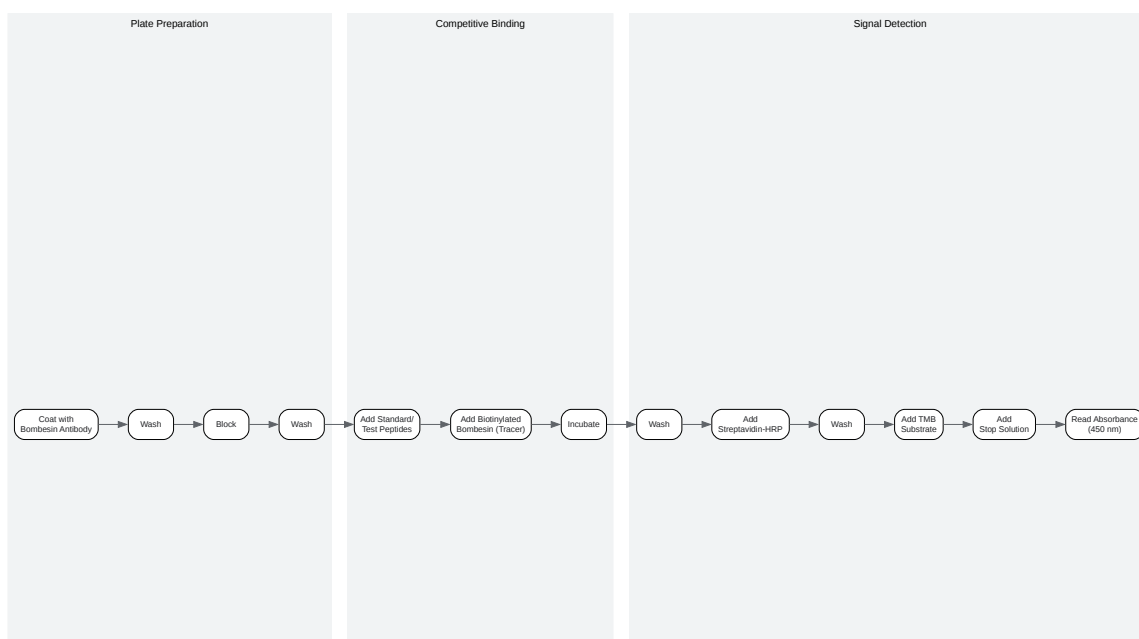 Plate Preparation
Competitive Binding
Signal Detection
Coat with
Bombesin Antibody
Wash
Block
Wash
Add Standard/
Test Peptides
Add Biotinylated
Bombesin (Tracer)
Incubate
Wash
Add
Streptavidin-HRP
Wash
Add TMB
Substrate
Add
Stop Solution
Read Absorbance
(450 nm)